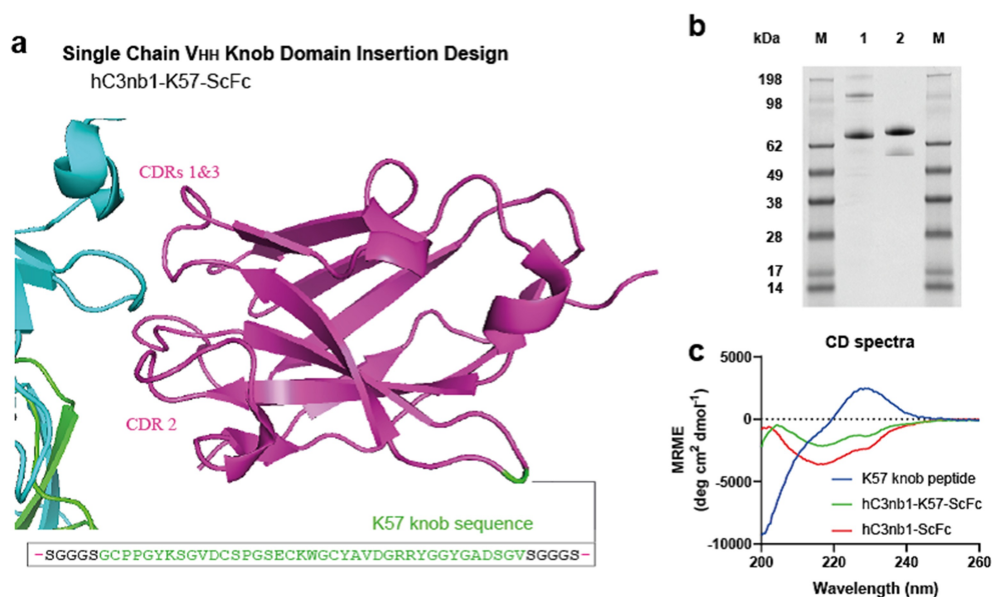 a
Single Chain VHH Knob Domain Insertion Design
hC3nb1-K57-ScFc
CDRs 1&3
CDR 2
K57 knob sequence
-SGGGSGCPPGYKSGVDCSPGSECKWGCYAVDGRRYGGYGADSGVSGGGS-
b
kDa M 1 2 M
198
98
62
49
38
28
17
14
c
CD spectra
5000
0
-5000
-10000
MRME
(deg cm² dmol⁻¹)
K57 knob peptide
hC3nb1-K57-ScFc
hC3nb1-ScFc
200 220 240 260
Wavelength (nm)